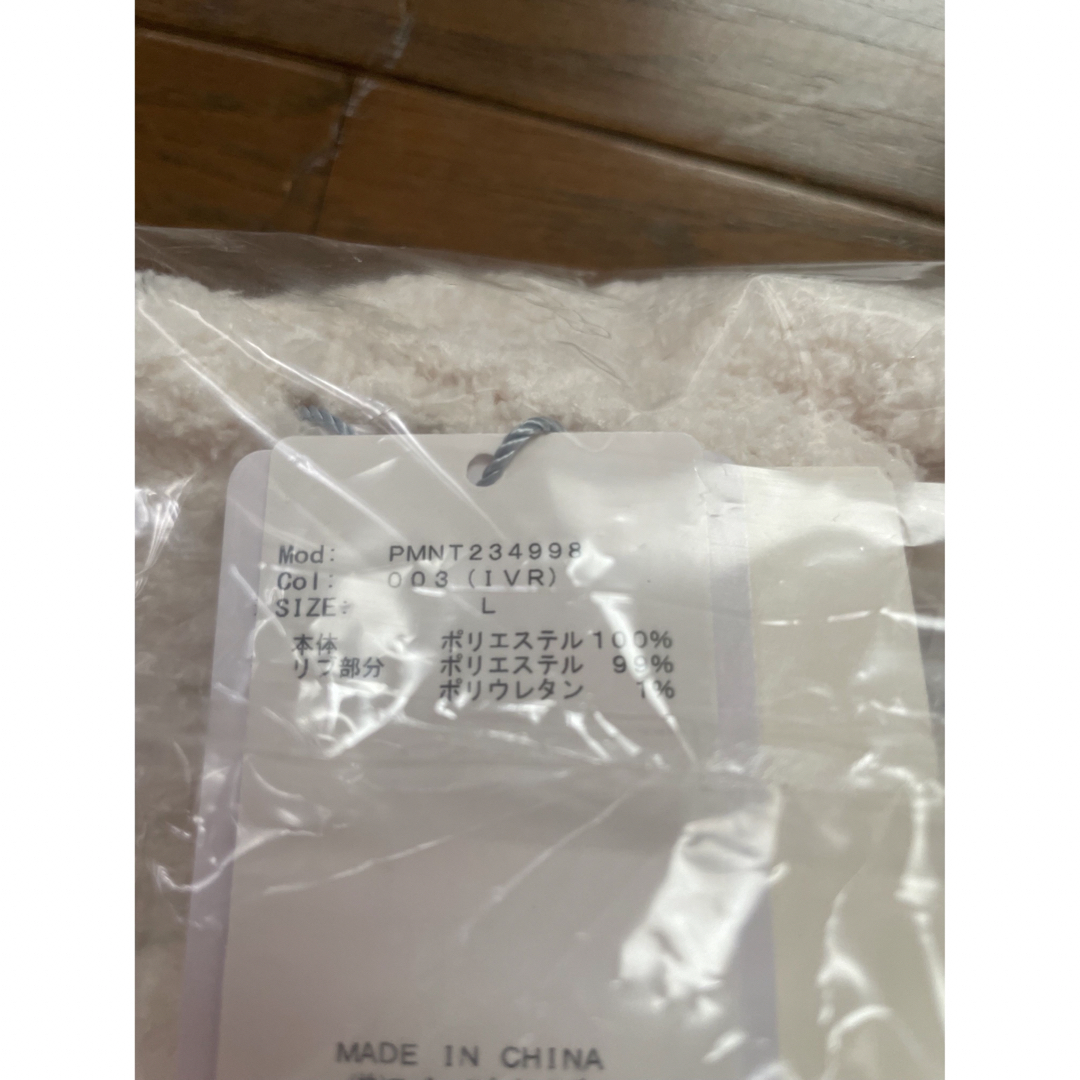 Mod: PMNT234998
Col: 003(IVR)
SIZE: L
本体 ポリエステル100%
リブ部分 ポリエステル 99%
ポリウレタン 1%
MADE IN CHINA